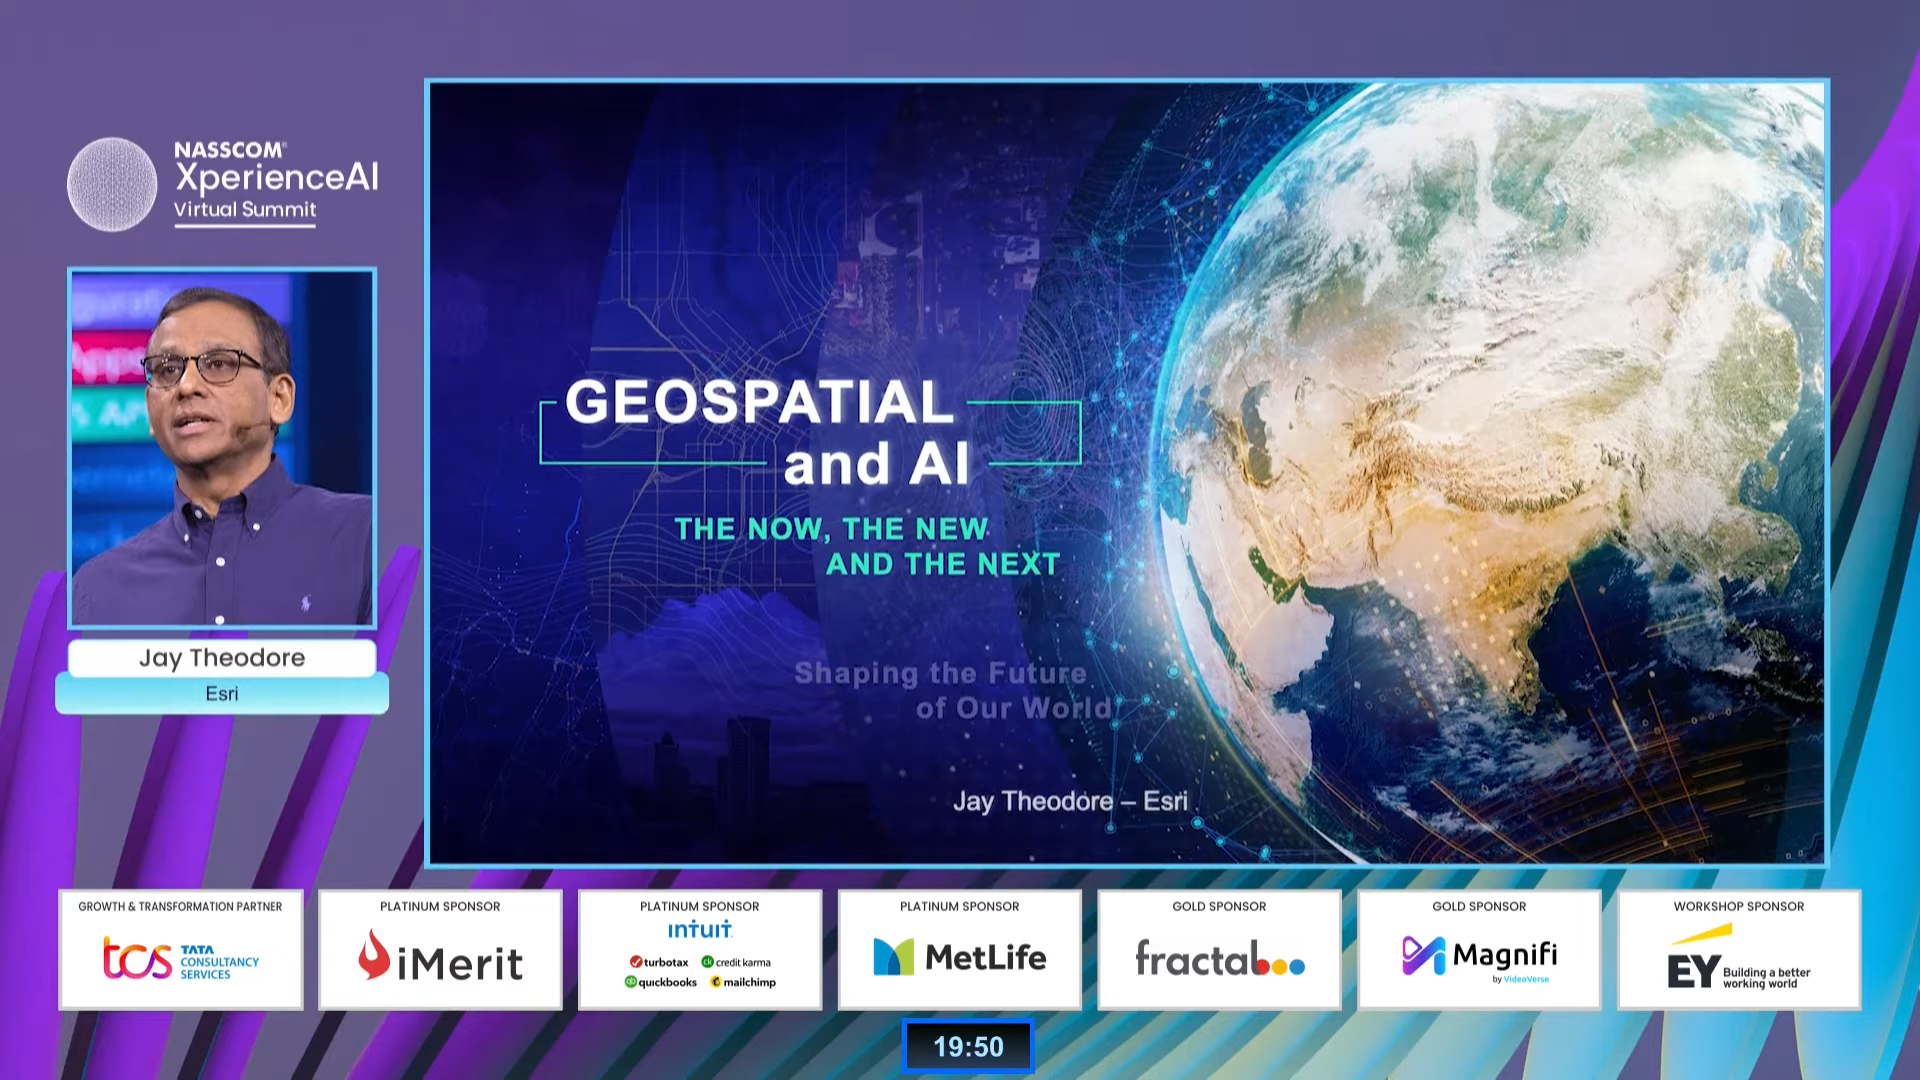 NASSCOM®
XperienceAI
Virtual Summit
Apps
Jay Theodore
Esri
GEOSPATIAL
and AI
THE NOW, THE NEW
AND THE NEXT
Shaping the Future
of Our World
Jay Theodore – Esri
GROWTH & TRANSFORMATION PARTNER
tcs TATA
CONSULTANCY
SERVICES
PLATINUM SPONSOR
iMerit
PLATINUM SPONSOR
intuit
turbotax ck credit karma
qb quickbooks mailchimp
PLATINUM SPONSOR
MetLife
GOLD SPONSOR
fractal
GOLD SPONSOR
Magnifi
by VideoVerse
WORKSHOP SPONSOR
EY Building a better
working world
19:50